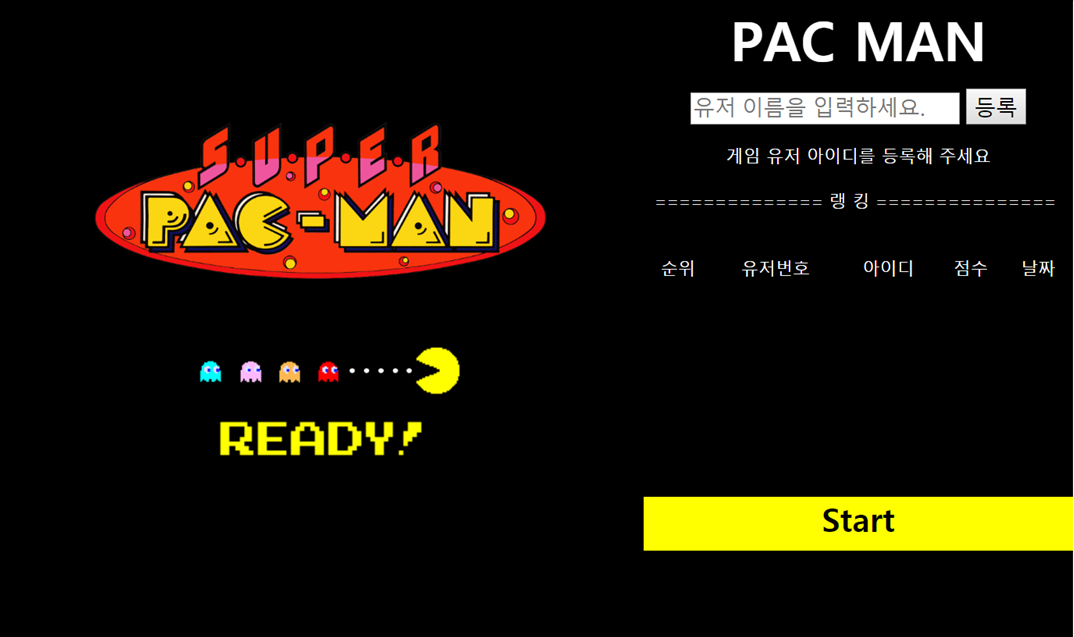 SUPER
PAC-MAN
READY!
PAC MAN
유저 이름을 입력하세요. 등록
게임 유저 아이디를 등록해 주세요
============== 랭 킹 ===============
순위 유저번호 아이디 점수 날짜
Start